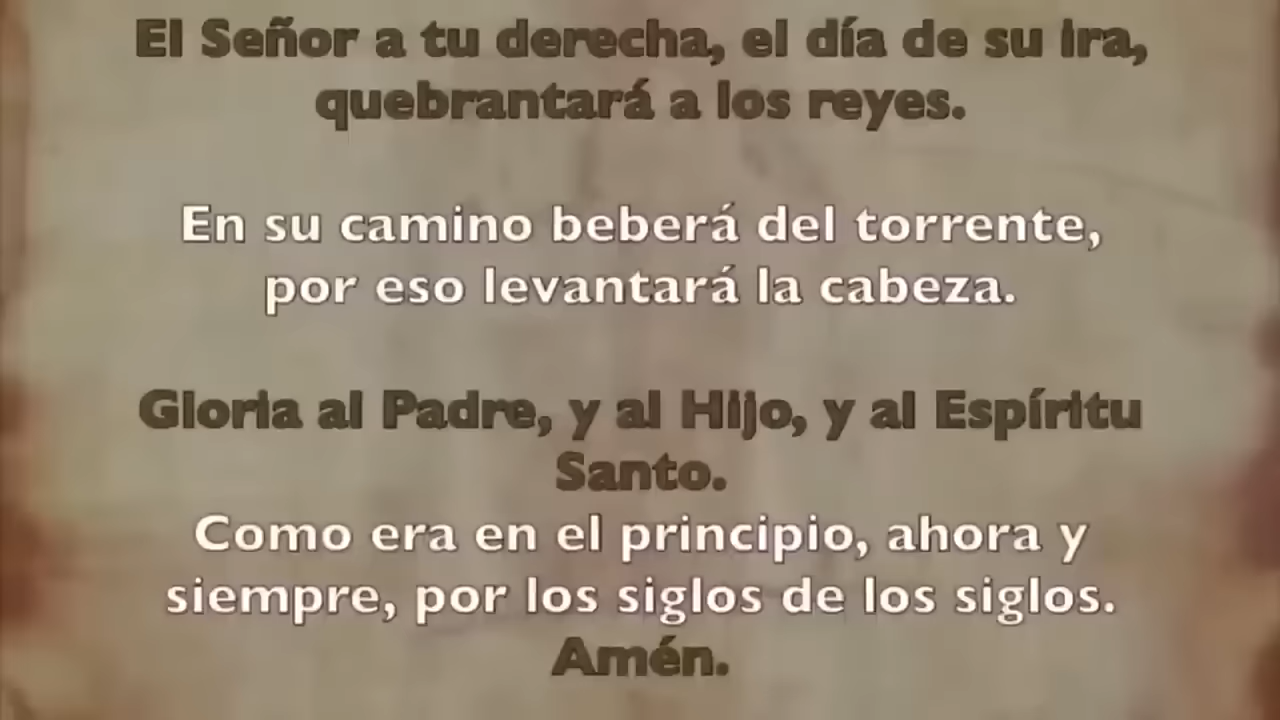 El Señor a tu derecha, el día de su ira,
quebrantará a los reyes.
En su camino beberá del torrente,
por eso levantará la cabeza.
Gloria al Padre, y al Hijo, y al Espíritu
Santo.
Como era en el principio, ahora y
siempre, por los siglos de los siglos.
Amén.